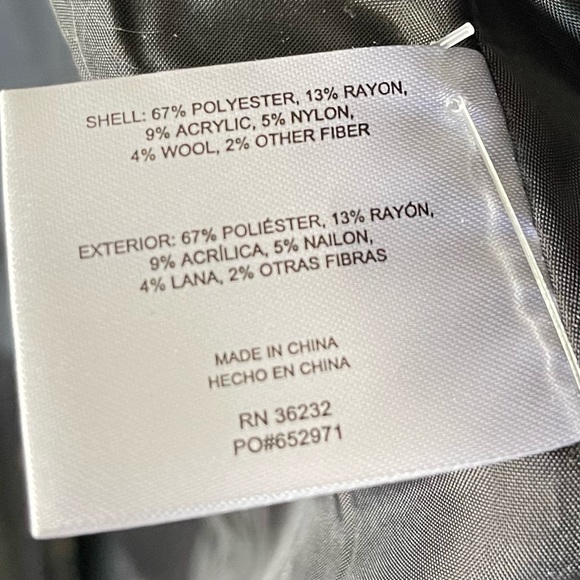 SHELL: 67% POLYESTER, 13% RAYON,
9% ACRYLIC, 5% NYLON,
4% WOOL, 2% OTHER FIBER
EXTERIOR: 67% POLIÉSTER, 13% RAYÓN,
9% ACRÍLICA, 5% NAILON,
4% LANA, 2% OTRAS FIBRAS
MADE IN CHINA
HECHO EN CHINA
RN 36232
PO#652971